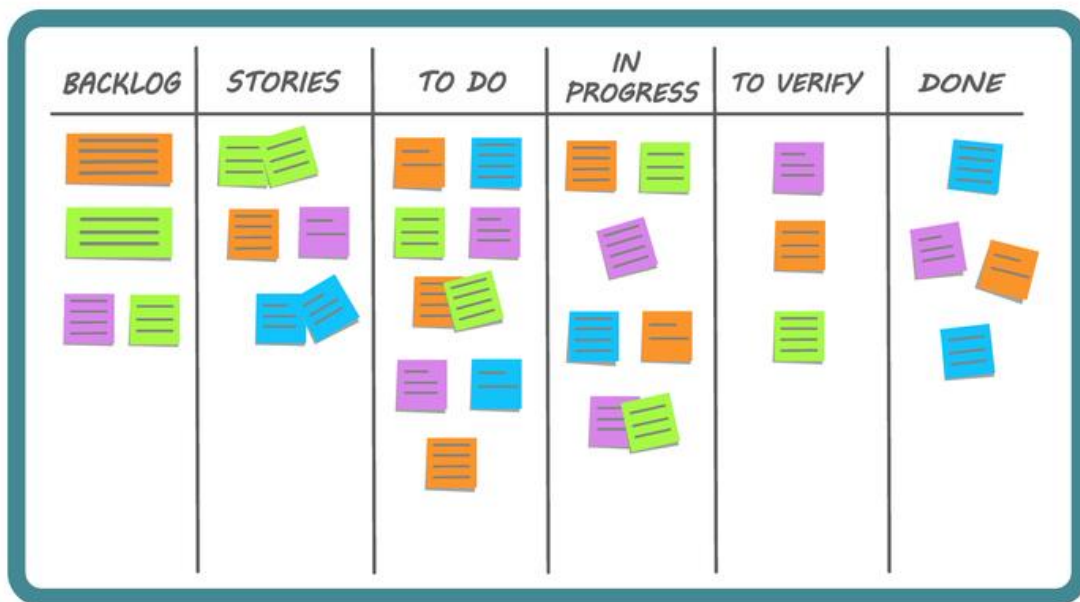 BACKLOG
STORIES
TO DO
IN
PROGRESS
TO VERIFY
DONE